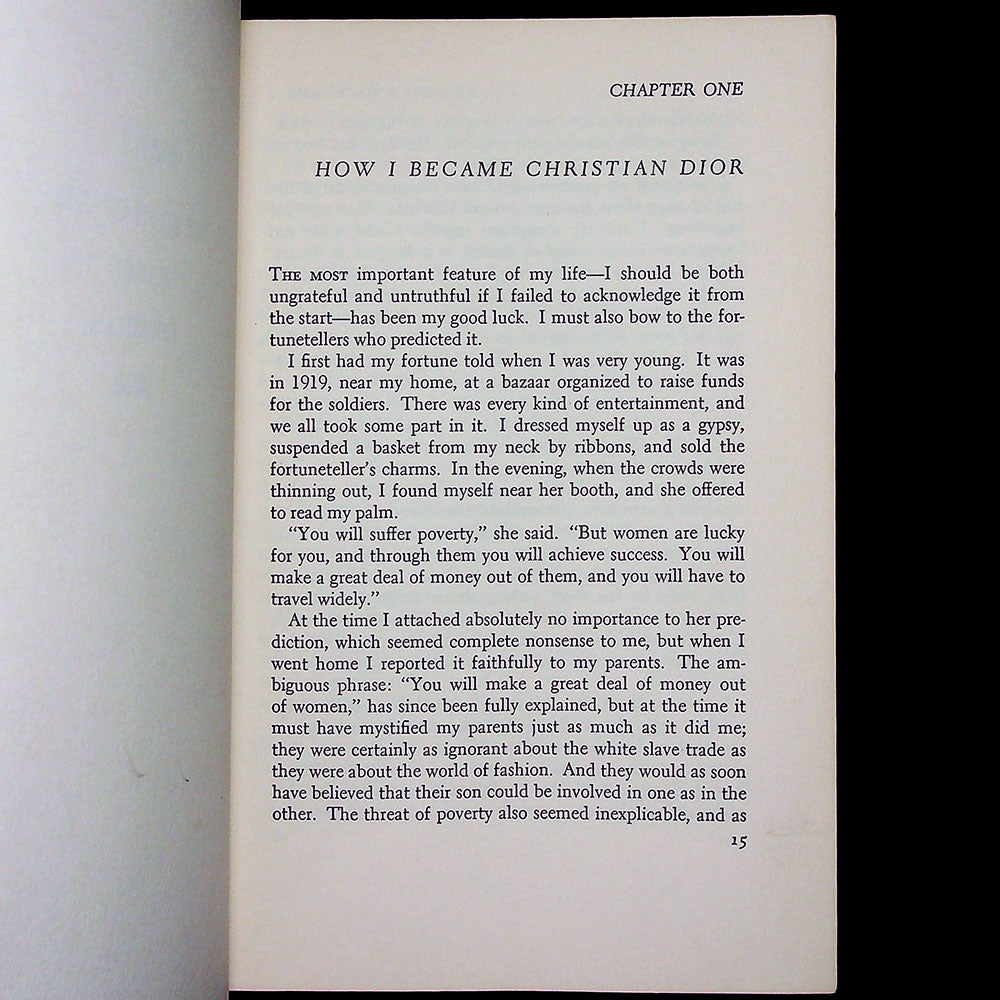 CHAPTER ONE
HOW I BECAME CHRISTIAN DIOR
THE MOST important feature of my life—I should be both
ungrateful and untruthful if I failed to acknowledge it from
the start—has been my good luck. I must also bow to the for-
tunetellers who predicted it.
I first had my fortune told when I was very young. It was
in 1919, near my home, at a bazaar organized to raise funds
for the soldiers. There was every kind of entertainment, and
we all took some part in it. I dressed myself up as a gypsy,
suspended a basket from my neck by ribbons, and sold the
fortuneteller's charms. In the evening, when the crowds were
thinning out, I found myself near her booth, and she offered
to read my palm.
"You will suffer poverty," she said. "But women are lucky
for you, and through them you will achieve success. You will
make a great deal of money out of them, and you will have to
travel widely."
At the time I attached absolutely no importance to her pre-
diction, which seemed complete nonsense to me, but when I
went home I reported it faithfully to my parents. The am-
biguous phrase: "You will make a great deal of money out
of women," has since been fully explained, but at the time it
must have mystified my parents just as much as it did me;
they were certainly as ignorant about the white slave trade as
they were about the world of fashion. And they would as soon
have believed that their son could be involved in one as in the
other. The threat of poverty also seemed inexplicable, and as
15